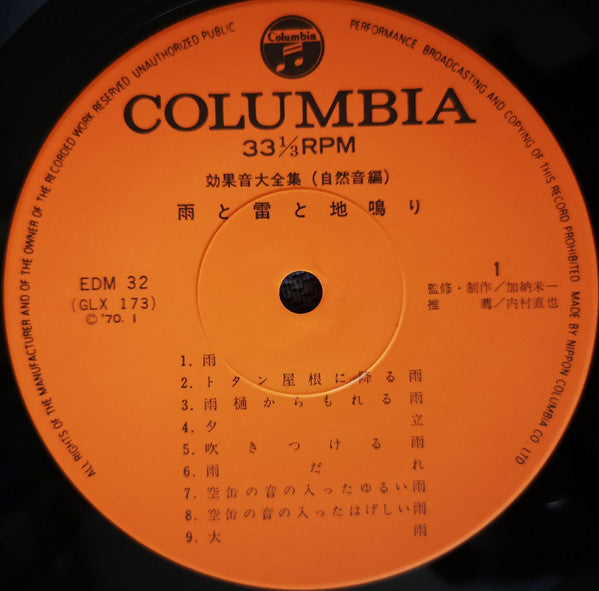 ALL RIGHTS OF THE MANUFACTURER AND OF THE OWNER OF THE RECORDED WORK RESERVED UNAUTHORIZED PUBLIC PERFORMANCE BROADCASTING AND COPYING OF THIS RECORD PROHIBITED MADE BY NIPPON COLUMBIA CO. LTD
Columbia
COLUMBIA
33⅓RPM
効果音大全集(自然音編)
雨と雷と地鳴り
EDM 32
(GLX 173)
© '70. 1
1
監修・制作/加納米一
推薦/内村直也
1. 雨
2. トタン屋根に降る雨
3. 雨樋からもれる雨
4. 夕立
5. 吹きつける雨
6. 雨だれ
7. 空缶の音の入ったゆるい雨
8. 空缶の音の入ったはげしい雨
9. 大雨